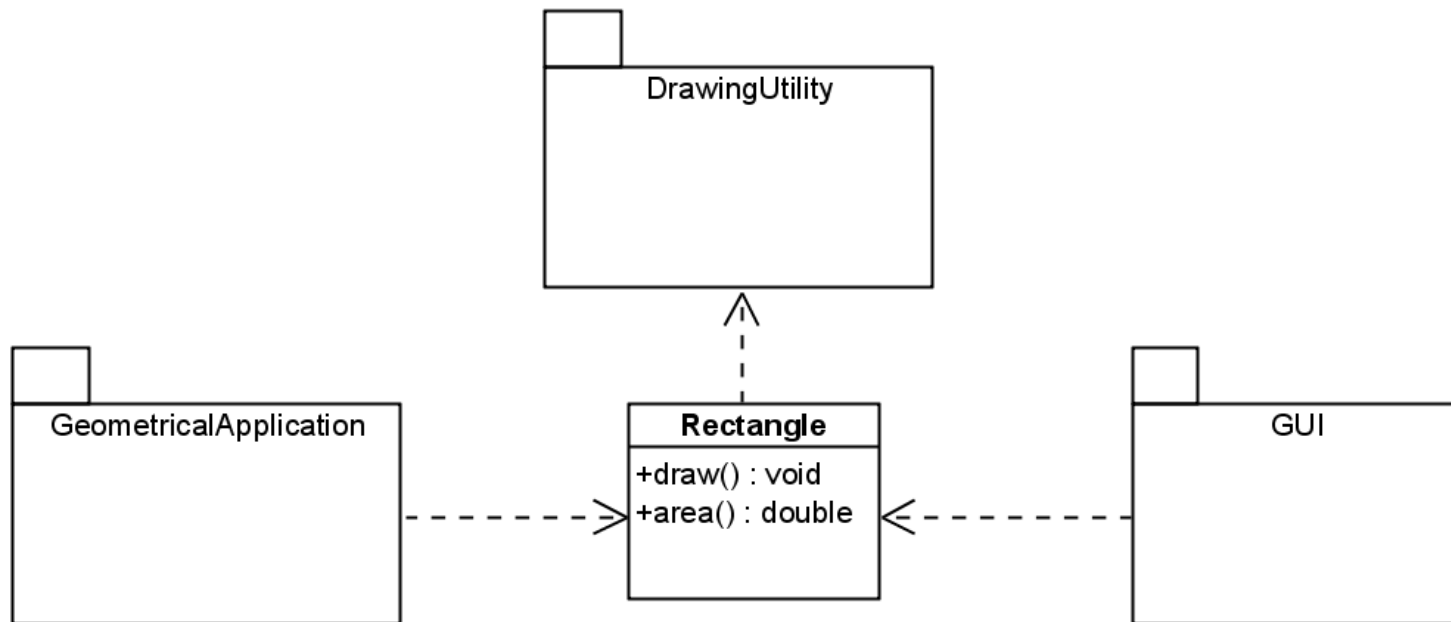 DrawingUtility
GeometricalApplication
Rectangle
+draw() : void
+area() : double
GUI